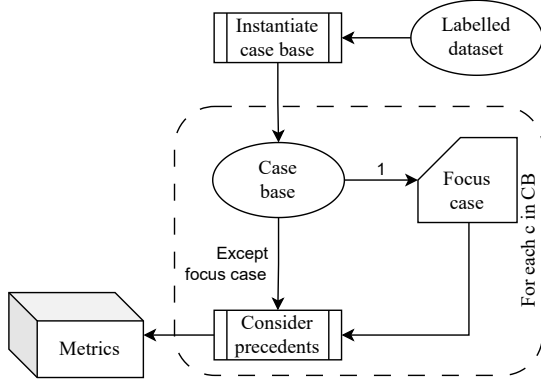 Instantiate
case base
Labelled
dataset
Case
base
1
Focus
case
For each c in CB
Except
focus case
Consider
precedents
Metrics